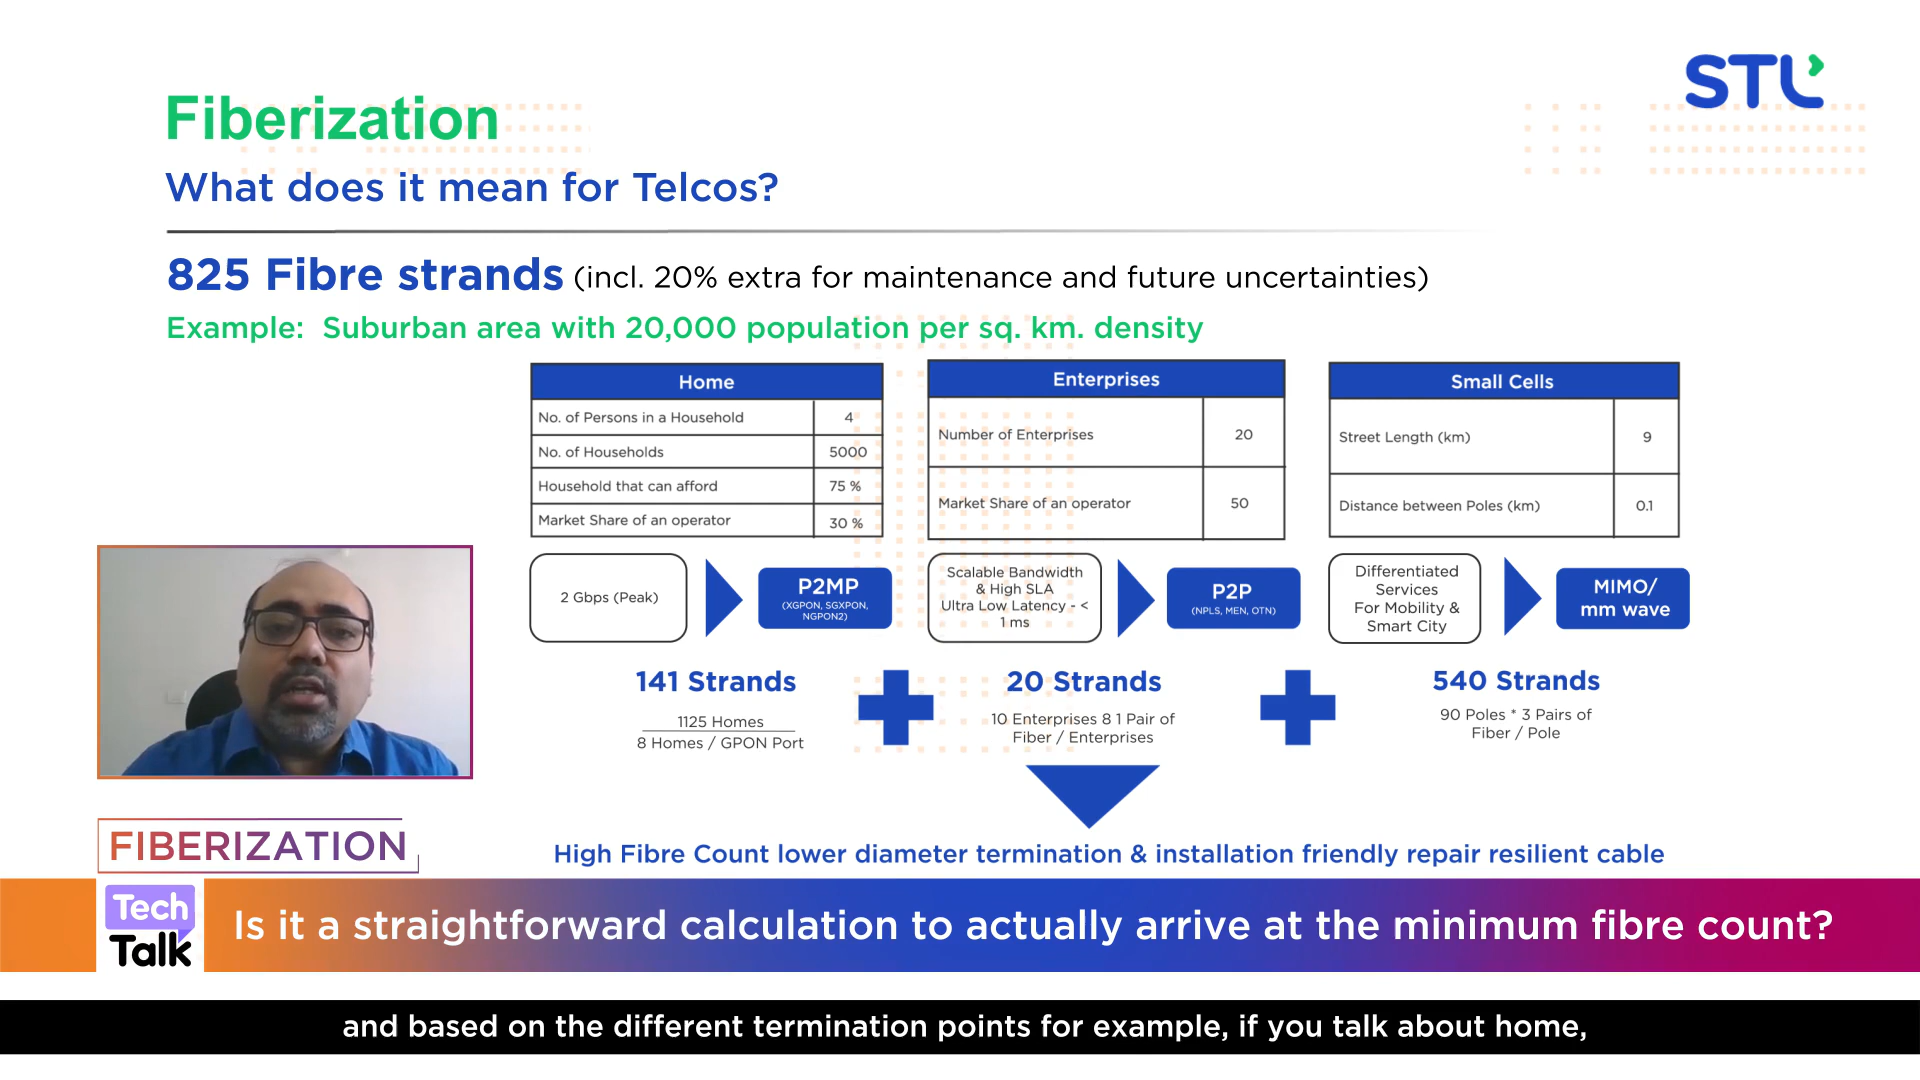 STL
Fiberization
What does it mean for Telcos?
825 Fibre strands (incl. 20% extra for maintenance and future uncertainties)
Example: Suburban area with 20,000 population per sq. km. density
Home
No. of Persons in a Household 4
No. of Households 5000
Household that can afford 75 %
Market Share of an operator 30 %
Enterprises
Number of Enterprises 20
Market Share of an operator 50
Small Cells
Street Length (km) 9
Distance between Poles (km) 0.1
2 Gbps (Peak)
P2MP
(XGPON, SGXPON,
NGPON2)
Scalable Bandwidth
& High SLA
Ultra Low Latency - <
1 ms
P2P
(NPLS, MEN, OTN)
Differentiated
Services
For Mobility &
Smart City
MIMO/
mm wave
141 Strands
1125 Homes
8 Homes / GPON Port
20 Strands
10 Enterprises 8 1 Pair of
Fiber / Enterprises
540 Strands
90 Poles * 3 Pairs of
Fiber / Pole
High Fibre Count lower diameter termination & installation friendly repair resilient cable
FIBERIZATION
Tech
Talk
Is it a straightforward calculation to actually arrive at the minimum fibre count?
and based on the different termination points for example, if you talk about home,